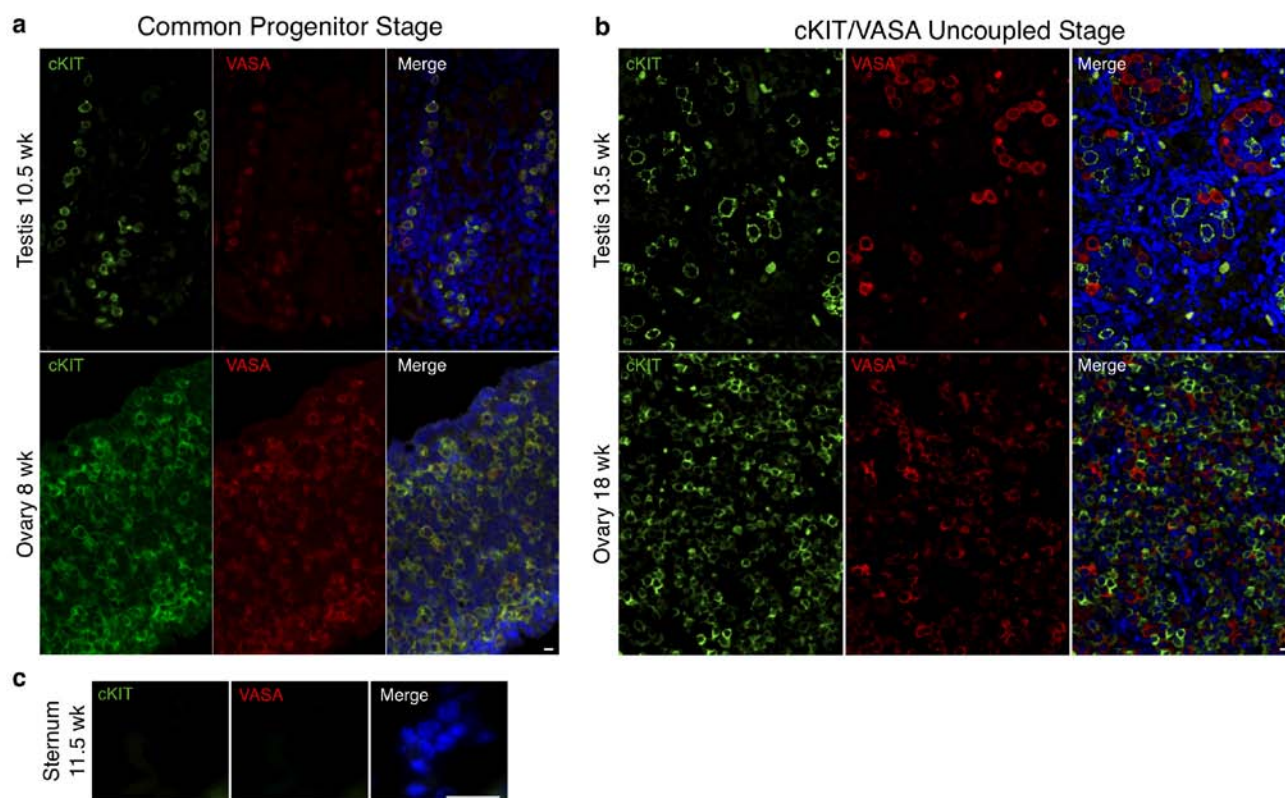 a
Common Progenitor Stage
cKIT
VASA
Merge
Testis 10.5 wk
cKIT
VASA
Merge
Ovary 8 wk
b
cKIT/VASA Uncoupled Stage
cKIT
VASA
Merge
Testis 13.5 wk
cKIT
VASA
Merge
Ovary 18 wk
c
cKIT
VASA
Merge
Sternum
11.5 wk